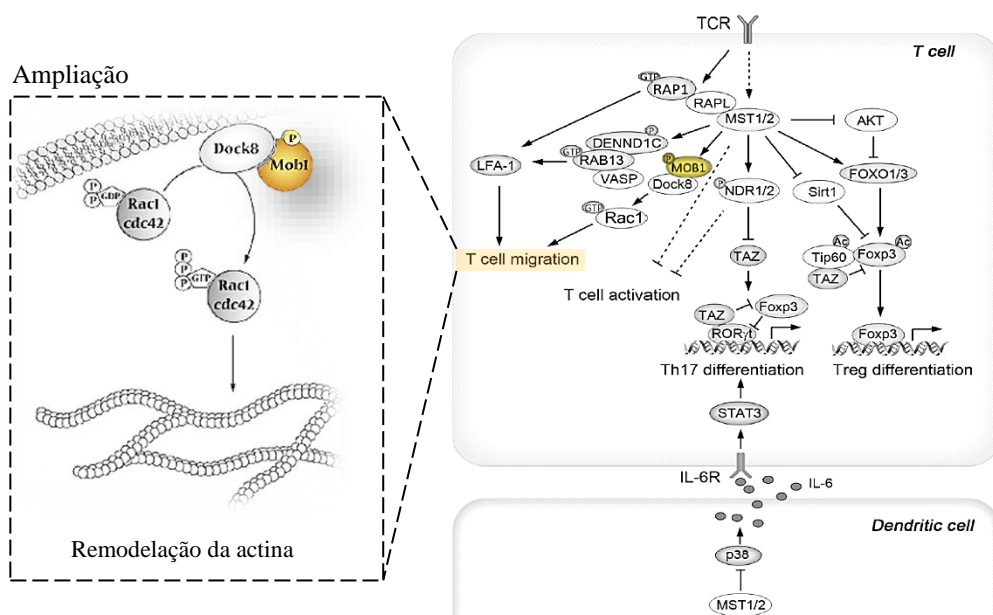 Ampliação
P
Dock8
Mob1
P
P
GDP
Rac1
cdc42
P
P
P
GTP
Rac1
cdc42
Remodelação da actina
TCR
T cell
GTP
RAP1
RAPL
MST1/2
AKT
P
DENND1C
GTP
RAB13
VASP
LFA-1
P
MOB1
Dock8
P
NDR1/2
Sirt1
FOXO1/3
GTP
Rac1
T cell migration
T cell activation
TAZ
Ac
Tip60
TAZ
Ac
Foxp3
TAZ
Foxp3
RORγt
Foxp3
Th17 differentiation
Treg differentiation
STAT3
IL-6R
IL-6
Dendritic cell
p38
MST1/2